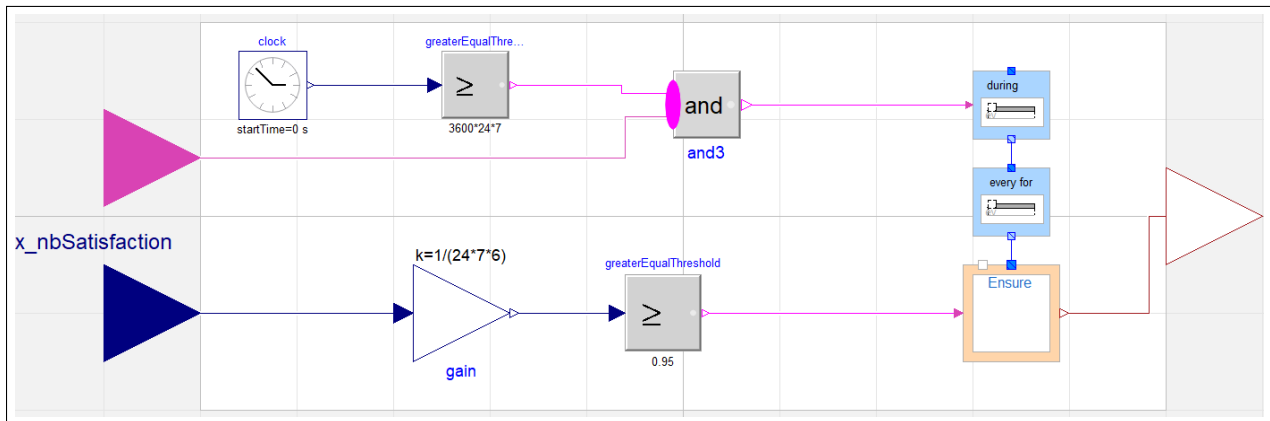 clock
greaterEqualThre...
≥
startTime=0 s
3600*24*7
and
and3
during
every for
x_nbSatisfaction
k=1/(24*7*6)
gain
greaterEqualThreshold
≥
0.95
Ensure